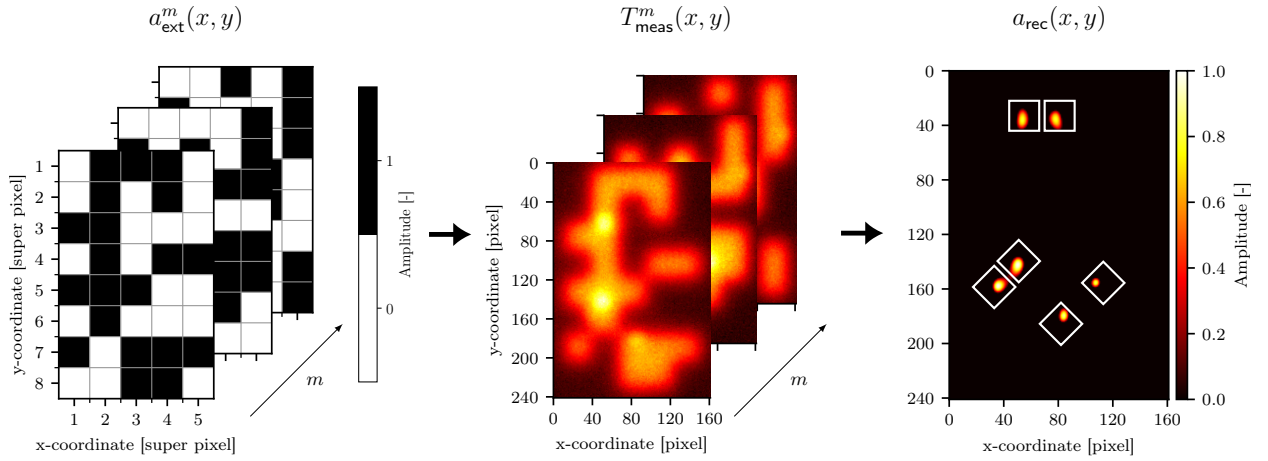 a^m_ext(x, y)
T^m_meas(x, y)
a_rec(x, y)
1
2
3
4
5
6
7
8
y-coordinate [super pixel]
1 2 3 4 5
x-coordinate [super pixel]
m
1
0
Amplitude [-]
0
40
80
120
160
200
240
y-coordinate [pixel]
0 40 80 120 160
x-coordinate [pixel]
m
0
40
80
120
160
200
240
0 40 80 120 160
x-coordinate [pixel]
1.0
0.8
0.6
0.4
0.2
0.0
Amplitude [-]